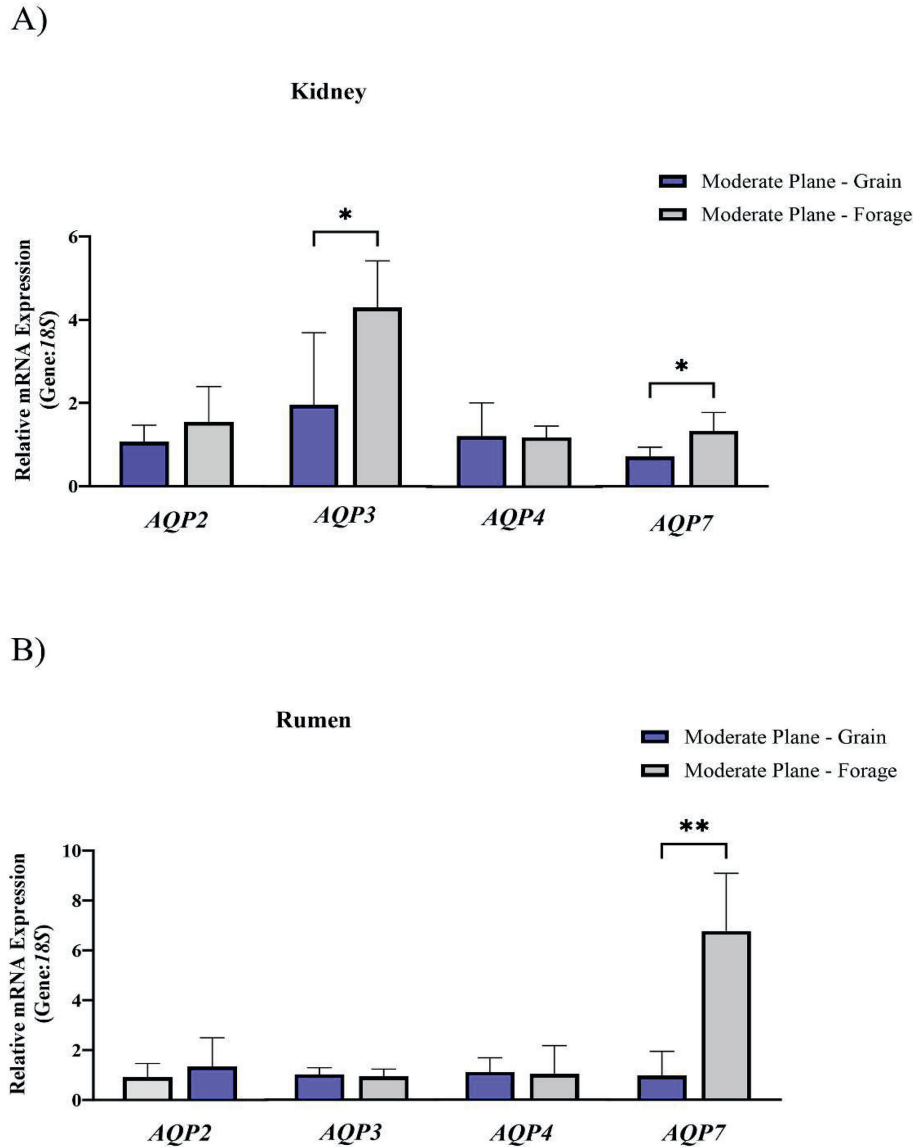 A)
Kidney
Moderate Plane - Grain
Moderate Plane - Forage
Relative mRNA Expression
(Gene:18S)
6
4
2
0
*
*
AQP2
AQP3
AQP4
AQP7
B)
Rumen
Moderate Plane - Grain
Moderate Plane - Forage
Relative mRNA Expression
(Gene:18S)
10
8
6
4
2
0
**
AQP2
AQP3
AQP4
AQP7